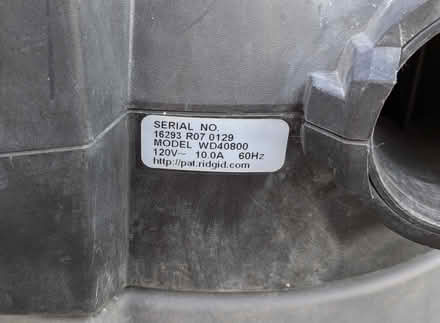 SERIAL NO.
16293 R07 0129
MODEL WD40800
120V~ 10.0A 60Hz
http://pat.ridgid.com